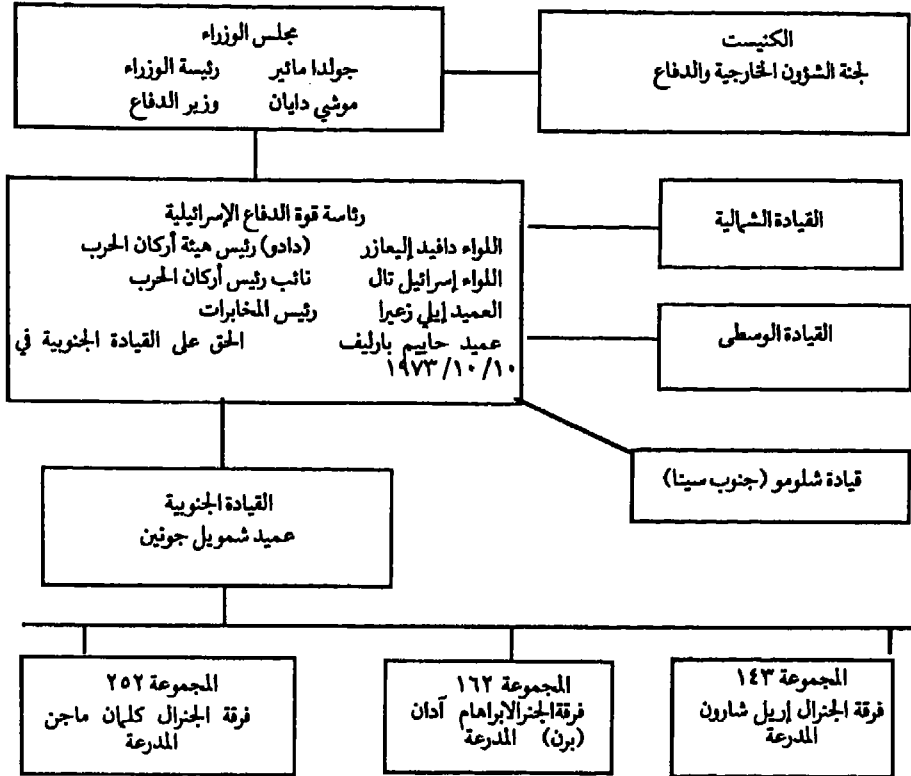 مجلس الوزراء
جولدا مائير رئيسة الوزراء
موشي دايان وزير الدفاع
الكنيست
لجنة الشؤون الخارجية والدفاع
رئاسة قوة الدفاع الإسرائيلية
اللواء دافيد إليعازر (دادو) رئيس هيئة أركان الحرب
اللواء إسرائيل تال نائب رئيس أركان الحرب
العميد إيلي زعيرا رئيس المخابرات
عميد حاييم بارليف الحق على القيادة الجنوبية في
١٩٧٣/١٠/١٠
القيادة الشمالية
القيادة الوسطى
قيادة شلومو (جنوب سينا)
القيادة الجنوبية
عميد شمويل جونين
المجموعة ١٤٣
فرقة الجنرال إريل شارون
المدرعة
المجموعة ١٦٢
فرقةالجنرالابراهام آدان
(برن) المدرعة
المجموعة ٢٥٢
فرقة الجنرال كلمان ماجن
المدرعة